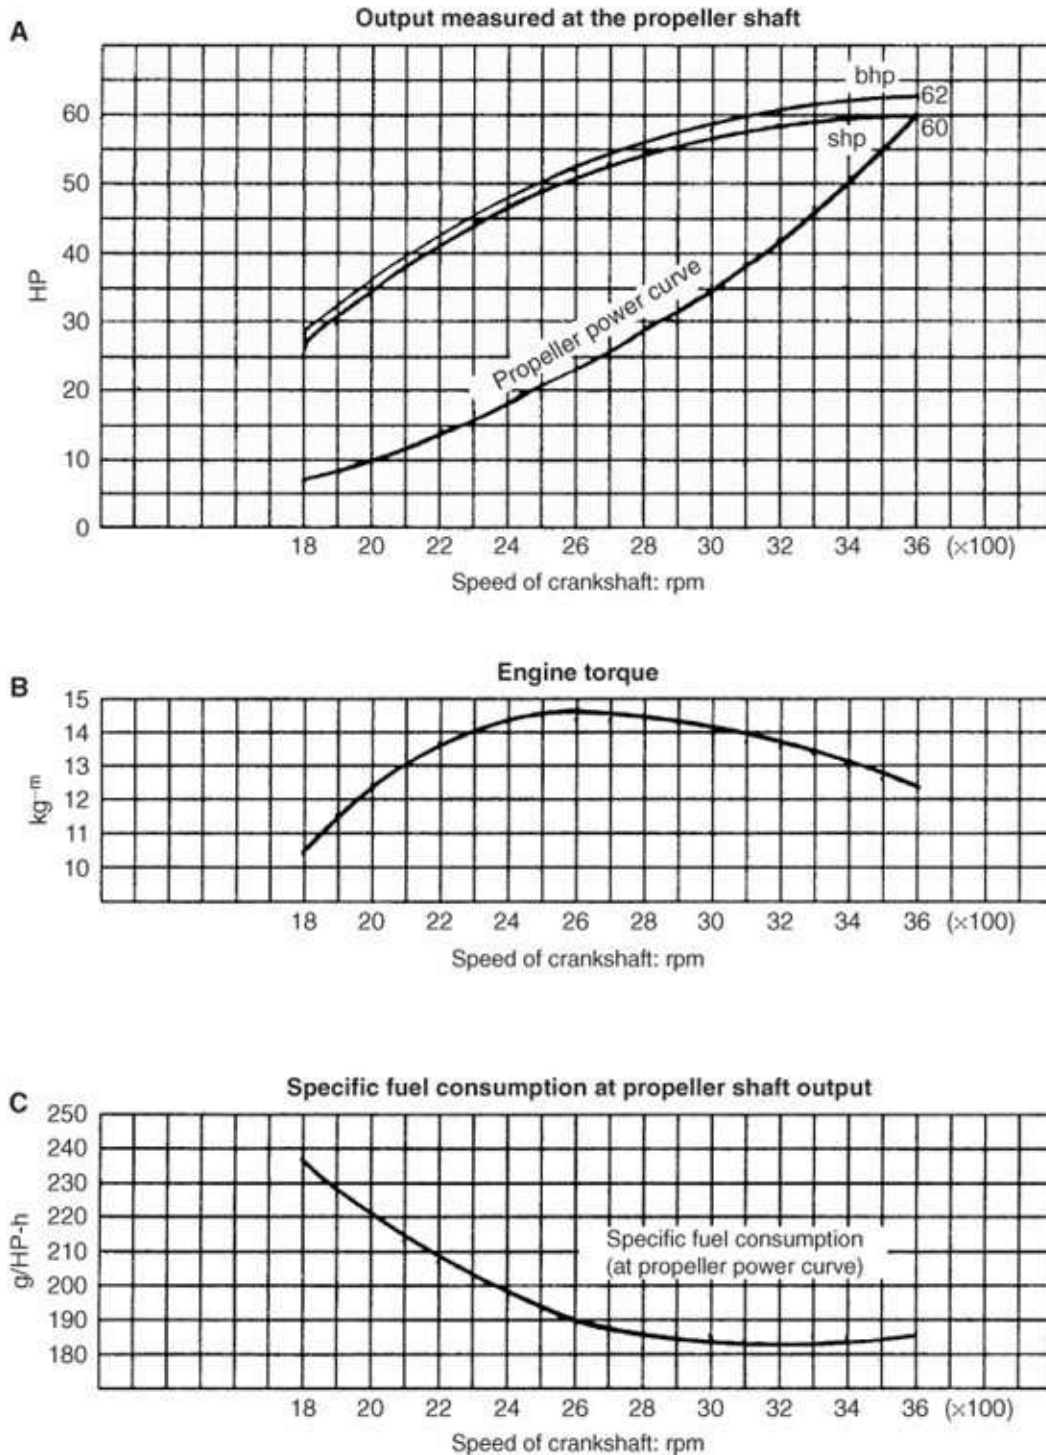 A
Output measured at the propeller shaft
bhp
62
60
60
shp
50
40
HP
Propeller power curve
30
20
10
0
18 20 22 24 26 28 30 32 34 36 (×100)
Speed of crankshaft: rpm
B
Engine torque
15
14
13
12
11
10
kg-m
18 20 22 24 26 28 30 32 34 36 (×100)
Speed of crankshaft: rpm
C
Specific fuel consumption at propeller shaft output
250
240
230
220
210
200
190
180
g/HP-h
Specific fuel consumption
(at propeller power curve)
18 20 22 24 26 28 30 32 34 36 (×100)
Speed of crankshaft: rpm